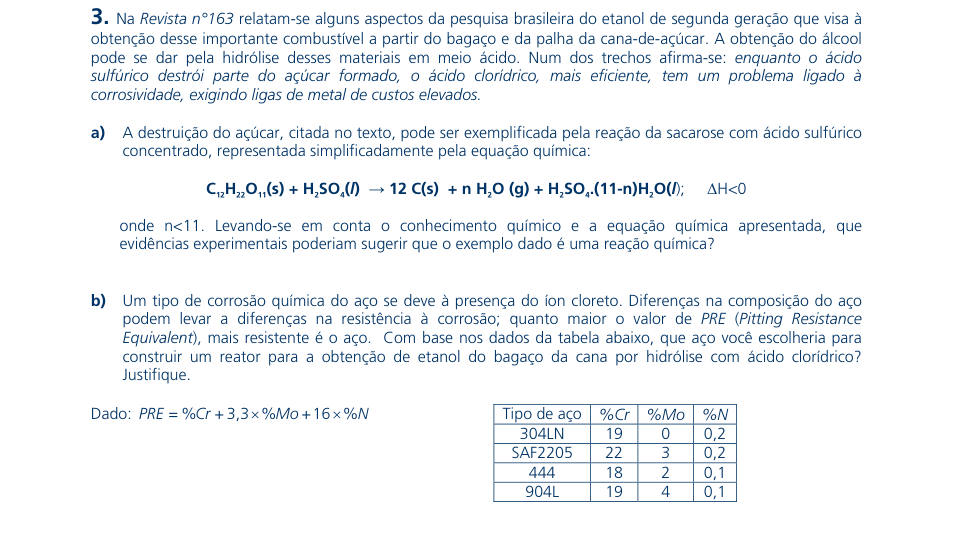 3. Na Revista n°163 relatam-se alguns aspectos da pesquisa brasileira do etanol de segunda geração que visa à
obtenção desse importante combustível a partir do bagaço e da palha da cana-de-açúcar. A obtenção do álcool
pode se dar pela hidrólise desses materiais em meio ácido. Num dos trechos afirma-se: enquanto o ácido
sulfúrico destrói parte do açúcar formado, o ácido clorídrico, mais eficiente, tem um problema ligado à
corrosividade, exigindo ligas de metal de custos elevados.
a) A destruição do açúcar, citada no texto, pode ser exemplificada pela reação da sacarose com ácido sulfúrico
concentrado, representada simplificadamente pela equação química:
C₁₂H₂₂O₁₁(s) + H₂SO₄(l) → 12 C(s) + n H₂O (g) + H₂SO₄.(11-n)H₂O(l); ΔH<0
onde n<11. Levando-se em conta o conhecimento químico e a equação química apresentada, que
evidências experimentais poderiam sugerir que o exemplo dado é uma reação química?
b) Um tipo de corrosão química do aço se deve à presença do íon cloreto. Diferenças na composição do aço
podem levar a diferenças na resistência à corrosão; quanto maior o valor de PRE (Pitting Resistance
Equivalent), mais resistente é o aço. Com base nos dados da tabela abaixo, que aço você escolheria para
construir um reator para a obtenção de etanol do bagaço da cana por hidrólise com ácido clorídrico?
Justifique.
Dado: PRE = %Cr + 3,3 × %Mo + 16 × %N
Tipo de aço %Cr %Mo %N
304LN 19 0 0,2
SAF2205 22 3 0,2
444 18 2 0,1
904L 19 4 0,1